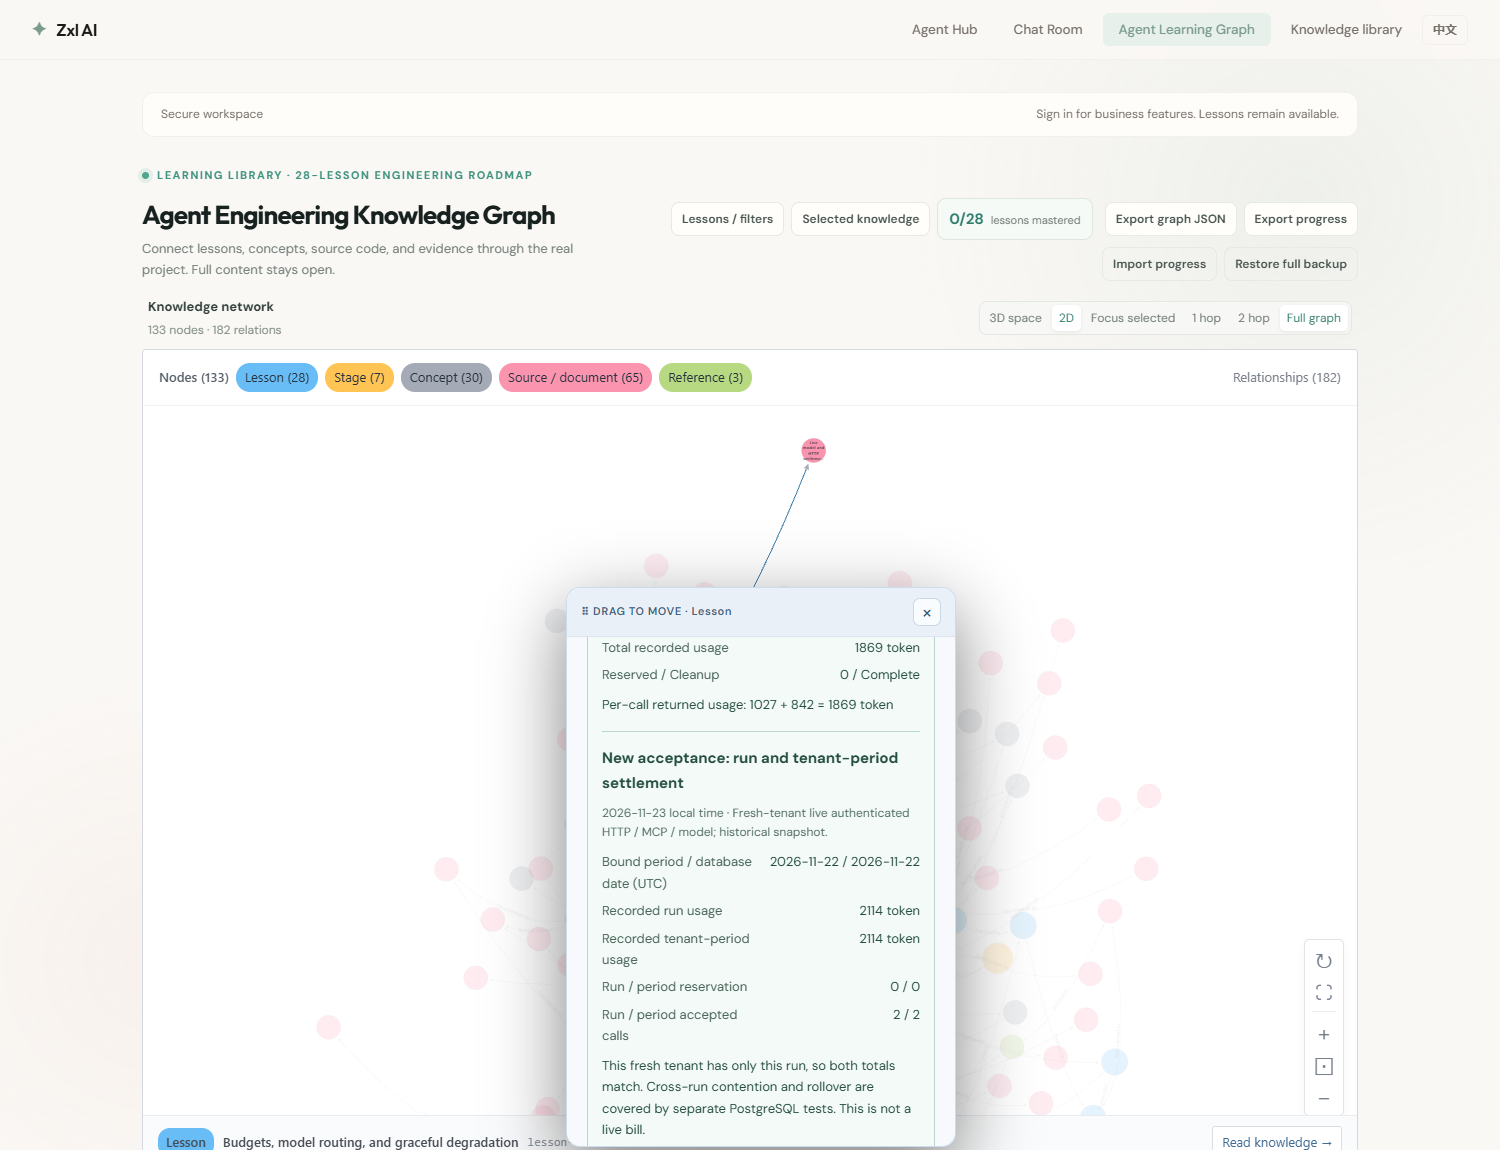 Zxl AI
Agent Hub
Chat Room
Agent Learning Graph
Knowledge library
中文
Secure workspace
Sign in for business features. Lessons remain available.
LEARNING LIBRARY · 28-LESSON ENGINEERING ROADMAP
Agent Engineering Knowledge Graph
Connect lessons, concepts, source code, and evidence through the real
project. Full content stays open.
Lessons / filters
Selected knowledge
0/28 lessons mastered
Export graph JSON
Export progress
Import progress
Restore full backup
Knowledge network
133 nodes · 182 relations
3D space
2D
Focus selected
1 hop
2 hop
Full graph
Nodes (133)
Lesson (28)
Stage (7)
Concept (30)
Source / document (65)
Reference (3)
Relationships (182)
⠿ DRAG TO MOVE · Lesson
×
Total recorded usage 1869 token
Reserved / Cleanup 0 / Complete
Per-call returned usage: 1027 + 842 = 1869 token
New acceptance: run and tenant-period
settlement
2026-11-23 local time · Fresh-tenant live authenticated
HTTP / MCP / model; historical snapshot.
Bound period / database 2026-11-22 / 2026-11-22
date (UTC)
Recorded run usage 2114 token
Recorded tenant-period 2114 token
usage
Run / period reservation 0 / 0
Run / period accepted 2 / 2
calls
This fresh tenant has only this run, so both totals
match. Cross-run contention and rollover are
covered by separate PostgreSQL tests. This is not a
live bill.
Lesson
Budgets, model routing, and graceful degradation
lesson
Read knowledge →